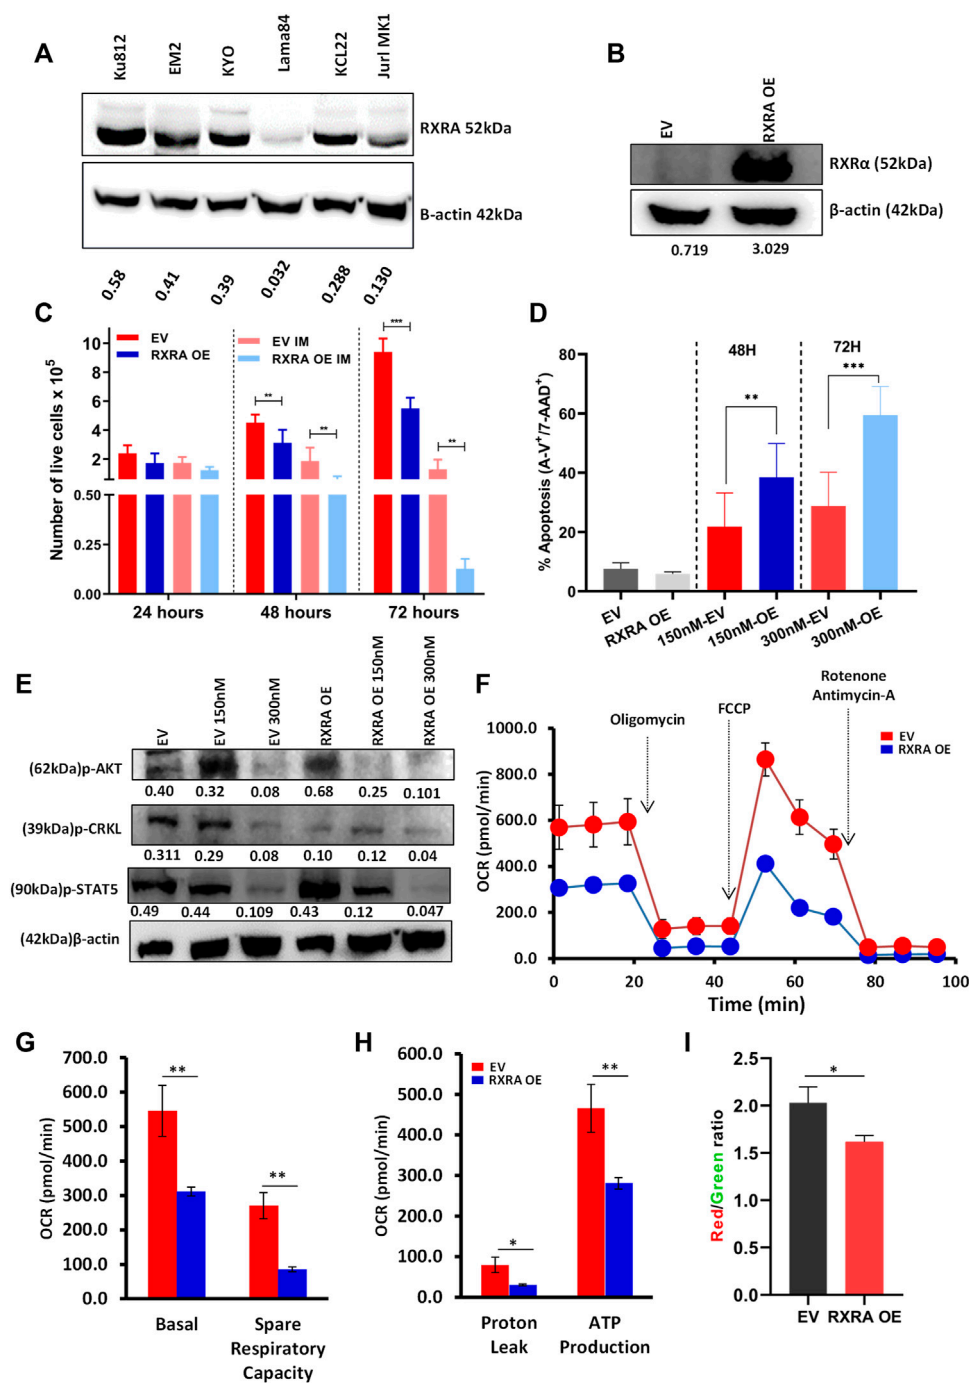 A
Ku812
EM2
KYO
Lama84
KCL22
Jurl MK1
RXRA 52kDa
B-actin 42kDa
0.58
0.41
0.39
0.032
0.288
0.130
B
EV
RXRA OE
RXRα (52kDa)
β-actin (42kDa)
0.719
3.029
C
Number of live cells x 10⁵
10
8
6
4
2
0.50
0.25
0.00
EV
RXRA OE
EV IM
RXRA OE IM
**
**
***
**
24 hours
48 hours
72 hours
D
% Apoptosis (A-V⁺/7-AAD⁺)
80
60
40
20
0
48H
72H
**
***
EV
RXRA OE
150nM-EV
150nM-OE
300nM-EV
300nM-OE
E
EV
EV 150nM
EV 300nM
RXRA OE
RXRA OE 150nM
RXRA OE 300nM
(62kDa)p-AKT
0.40 0.32 0.08 0.68 0.25 0.101
(39kDa)p-CRKL
0.311 0.29 0.08 0.10 0.12 0.04
(90kDa)p-STAT5
0.49 0.44 0.109 0.43 0.12 0.047
(42kDa)β-actin
F
Rotenone
Antimycin-A
Oligomycin
FCCP
EV
RXRA OE
OCR (pmol/min)
1000.0
800.0
600.0
400.0
200.0
0.0
0 20 40 60 80 100
Time (min)
G
OCR (pmol/min)
700.0
600.0
500.0
400.0
300.0
200.0
100.0
0.0
**
**
Basal
Spare
Respiratory
Capacity
H
OCR (pmol/min)
600.0
500.0
400.0
300.0
200.0
100.0
0.0
EV
RXRA OE
*
**
Proton
Leak
ATP
Production
I
Red/Green ratio
2.5
2.0
1.5
1.0
0.5
0.0
*
EV RXRA OE